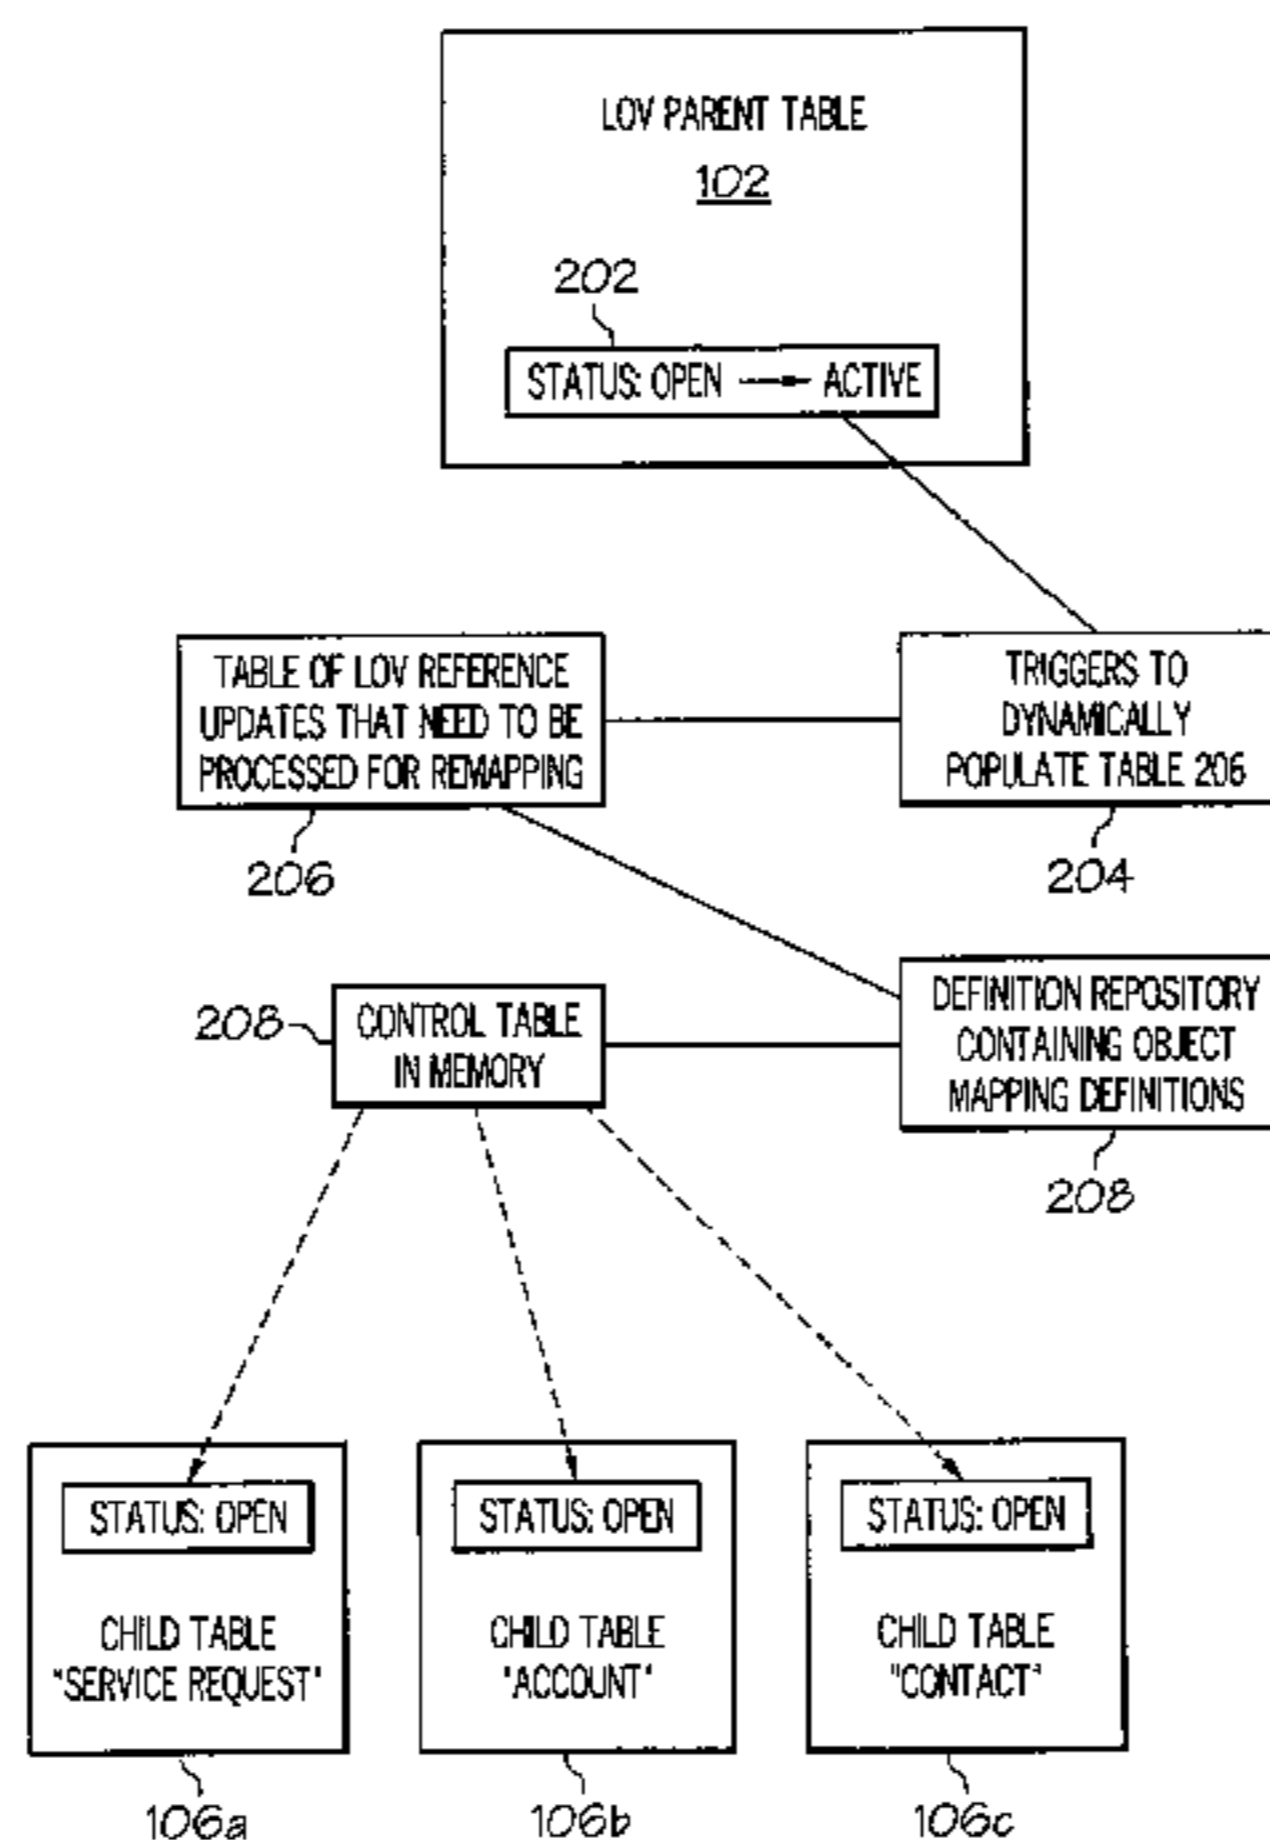 LOV PARENT TABLE
102
202
STATUS: OPEN → ACTIVE
TABLE OF LOV REFERENCE
UPDATES THAT NEED TO BE
PROCESSED FOR REMAPPING
206
TRIGGERS TO
DYNAMICALLY
POPULATE TABLE 206
204
208
CONTROL TABLE
IN MEMORY
DEFINITION REPOSITORY
CONTAINING OBJECT
MAPPING DEFINITIONS
208
STATUS: OPEN
CHILD TABLE
"SERVICE REQUEST"
106a
STATUS: OPEN
CHILD TABLE
"ACCOUNT"
106b
STATUS: OPEN
CHILD TABLE
"CONTACT"
106c